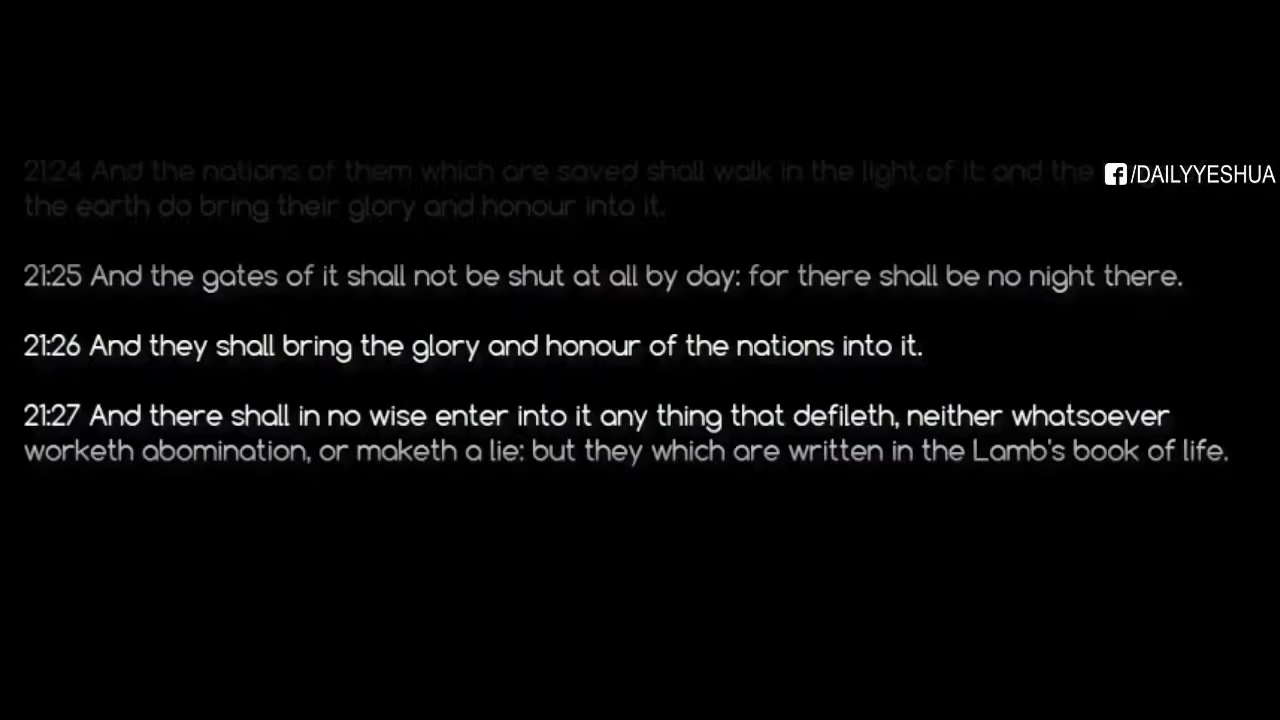 21:24 And the nations of them which are saved shall walk in the light of it: and the
/DAILYYESHUA
the earth do bring their glory and honour into it.
21:25 And the gates of it shall not be shut at all by day: for there shall be no night there.
21:26 And they shall bring the glory and honour of the nations into it.
21:27 And there shall in no wise enter into it any thing that defileth, neither whatsoever
worketh abomination, or maketh a lie: but they which are written in the Lamb's book of life.